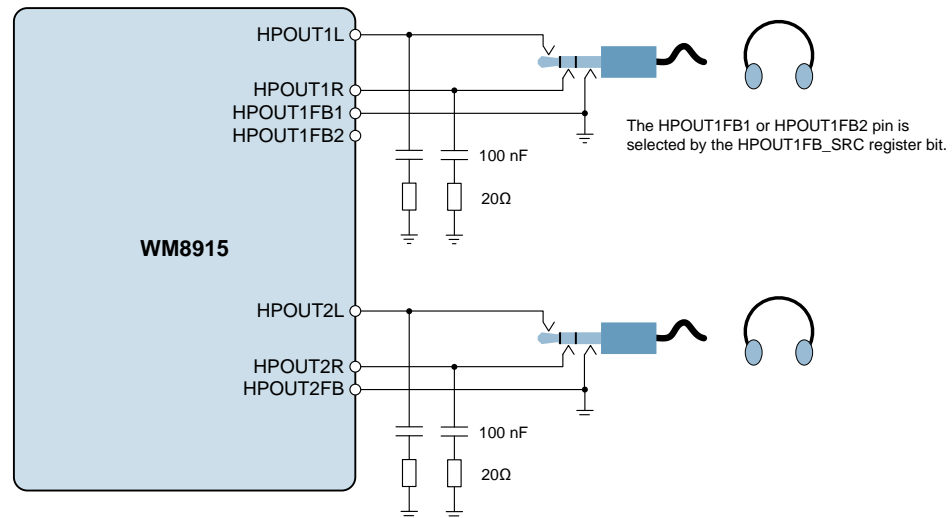 HPOUT1L
HPOUT1R
HPOUT1FB1
HPOUT1FB2
The HPOUT1FB1 or HPOUT1FB2 pin is
selected by the HPOUT1FB_SRC register bit.
100 nF
20Ω
WM8915
HPOUT2L
HPOUT2R
HPOUT2FB
100 nF
20Ω